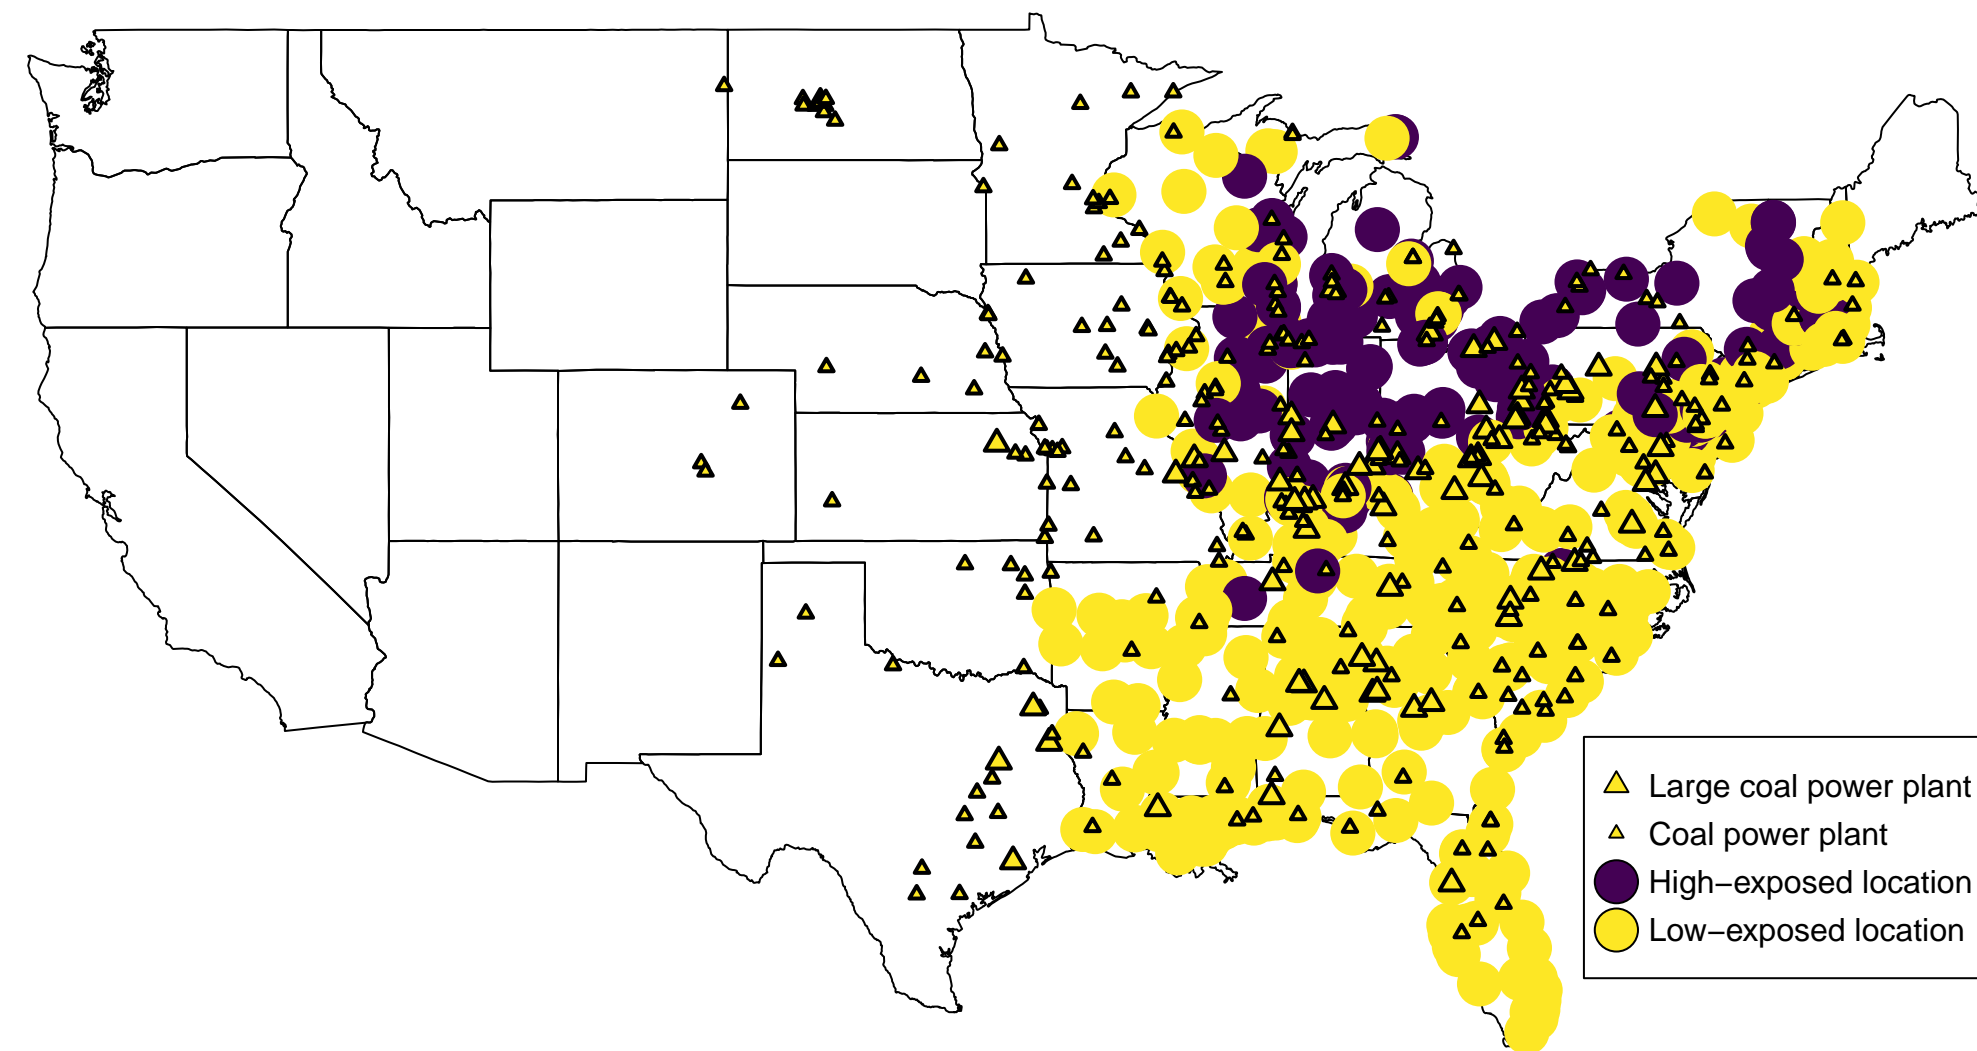 Large coal power plant
Coal power plant
High−exposed location
Low−exposed location